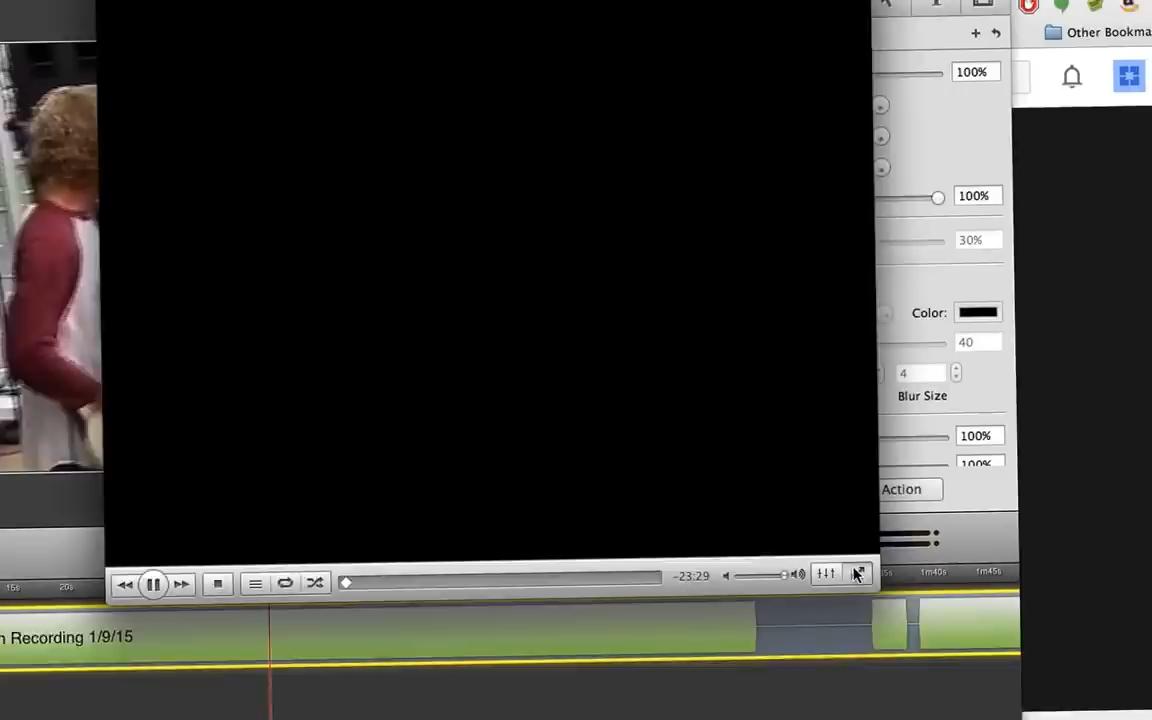 Other Bookma
100%
100%
30%
Color:
40
4
Blur Size
100%
100%
Action
-23:29
15s
20s
1m40s
1m45s
n Recording 1/9/15